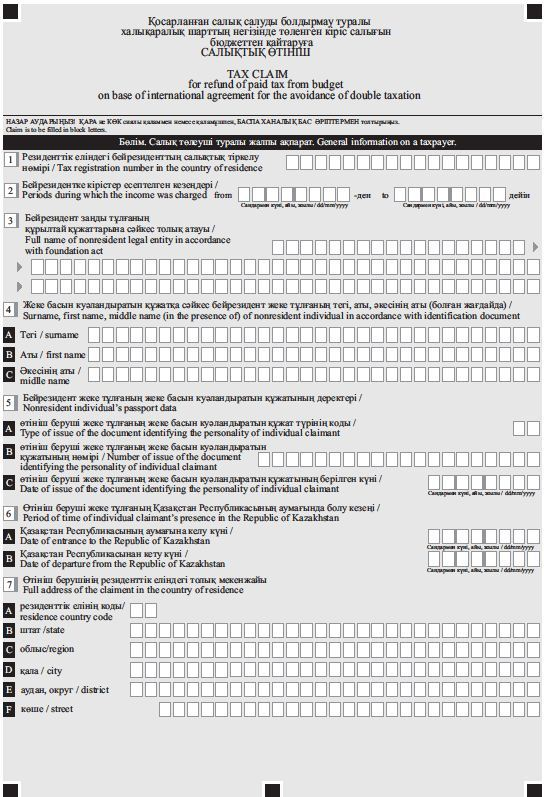 Қосарланған салық салуды болдырмау туралы
халықаралық шарттың негізінде төленген кіріс салығын
бюджеттен қайтаруға
САЛЫҚТЫҚ ӨТІНІШ
TAX CLAIM
for refund of paid tax from budget
on base of international agreement for the avoidance of double taxation
НАЗАР АУДАРЫҢЫЗ! ҚАРА не КӨК сиялы қаламмен немесе қаламұшпен, БАСПАХАНАЛЫҚ БАС ӘРІПТЕРМЕН толтырыңыз.
Claim is to be filled in block letters.
Бөлім. Салық төлеуші туралы жалпы ақпарат. General information on a taxpayer.
1 Резиденттік еліндегі бейрезиденттың салықтық тіркелу
нөмірі / Tax registration number in the country of residence
2 Бейрезидентке кірістер есептелген кезеңдері /
Periods during which the income was charged from -ден to дейін
Сандармен күні, айы, жылы / dd/mm/yyyy Сандармен күні, айы, жылы / dd/mm/yyyy
3 Бейрезидент заңды тұлғаның
құрылтай құжаттарына сәйкес толық атауы /
Full name of nonresident legal entity in accordance
with foundation act
4 Жеке басын куәландыратын құжатқа сәйкес бейрезидент жеке тұлғаның тегі, аты, әкесінің аты (болған жағдайда) /
Surname, first name, middle name (in the presence of) of nonresident individual in accordance with identification document
A Тегі / surname
B Аты / first name
C Әкесінің аты /
midlle name
5 Бейрезидент жеке тұлғаның жеке басын куәландыратын құжатының деректері /
Nonresident individual's passport data
A өтініш беруші жеке тұлғаның жеке басын куәландыратын құжат түрінің коды /
Type of issue of the document identifying the personality of individual claimant
B өтініш беруші жеке тұлғаның жеке басын куәландыратын
құжатының нөмірі / Number of issue of the document
identifying the personality of individual claimant
C өтініш беруші жеке тұлғаның жеке басын куәландыратын құжатының берілген күні /
Date of issue of the document identifying the personality of individual claimant
Сандармен күні, айы, жылы / dd/mm/yyyy
6 Өтініш беруші жеке тұлғаның Қазақстан Республикасының аумағында болу кезеңі /
Period of time of individual claimant's presence in the Republic of Kazakhstan
A Қазақстан Республикасының аумағына келу күні /
Date of entrance to the Republic of Kazakhstan
Сандармен күні, айы, жылы / dd/mm/yyyy
B Қазақстан Республикасынан кету күні /
Date of departure from the Republic of Kazakhstan
Сандармен күні, айы, жылы / dd/mm/yyyy
7 Өтініш берушінің резиденттік еліндегі толық мекенжайы
Full address of the claiment in the country of residence
A резиденттік елінің коды/
residence country code
B штат /state
C облыс/region
D қала / city
E аудан, округ / district
F көше / street